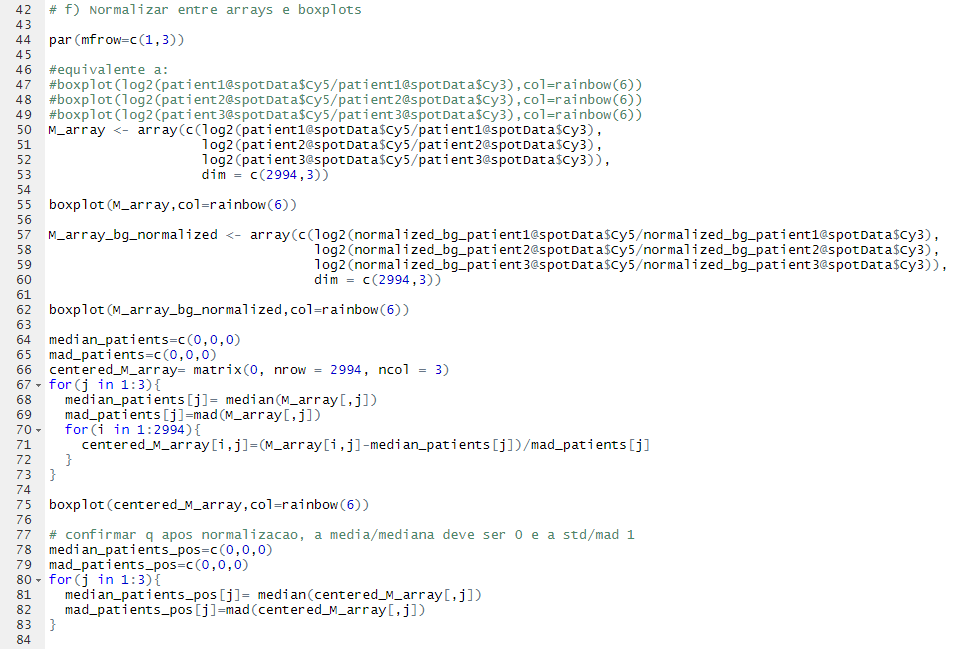 42 # f) Normalizar entre arrays e boxplots
43
44 par(mfrow=c(1,3))
45
46 #equivalente a:
47 #boxplot(log2(patient1@spotData$Cy5/patient1@spotData$Cy3),col=rainbow(6))
48 #boxplot(log2(patient2@spotData$Cy5/patient2@spotData$Cy3),col=rainbow(6))
49 #boxplot(log2(patient3@spotData$Cy5/patient3@spotData$Cy3),col=rainbow(6))
50 M_array <- array(c(log2(patient1@spotData$Cy5/patient1@spotData$Cy3),
51 log2(patient2@spotData$Cy5/patient2@spotData$Cy3),
52 log2(patient3@spotData$Cy5/patient3@spotData$Cy3)),
53 dim = c(2994,3))
54
55 boxplot(M_array,col=rainbow(6))
56
57 M_array_bg_normalized <- array(c(log2(normalized_bg_patient1@spotData$Cy5/normalized_bg_patient1@spotData$Cy3),
58 log2(normalized_bg_patient2@spotData$Cy5/normalized_bg_patient2@spotData$Cy3),
59 log2(normalized_bg_patient3@spotData$Cy5/normalized_bg_patient3@spotData$Cy3)),
60 dim = c(2994,3))
61
62 boxplot(M_array_bg_normalized,col=rainbow(6))
63
64 median_patients=c(0,0,0)
65 mad_patients=c(0,0,0)
66 centered_M_array= matrix(0, nrow = 2994, ncol = 3)
67 for(j in 1:3){
68 median_patients[j]= median(M_array[,j])
69 mad_patients[j]=mad(M_array[,j])
70 for(i in 1:2994){
71 centered_M_array[i,j]=(M_array[i,j]-median_patients[j])/mad_patients[j]
72 }
73 }
74
75 boxplot(centered_M_array,col=rainbow(6))
76
77 # confirmar q apos normalizacao, a media/mediana deve ser 0 e a std/mad 1
78 median_patients_pos=c(0,0,0)
79 mad_patients_pos=c(0,0,0)
80 for(j in 1:3){
81 median_patients_pos[j]= median(centered_M_array[,j])
82 mad_patients_pos[j]=mad(centered_M_array[,j])
83 }
84